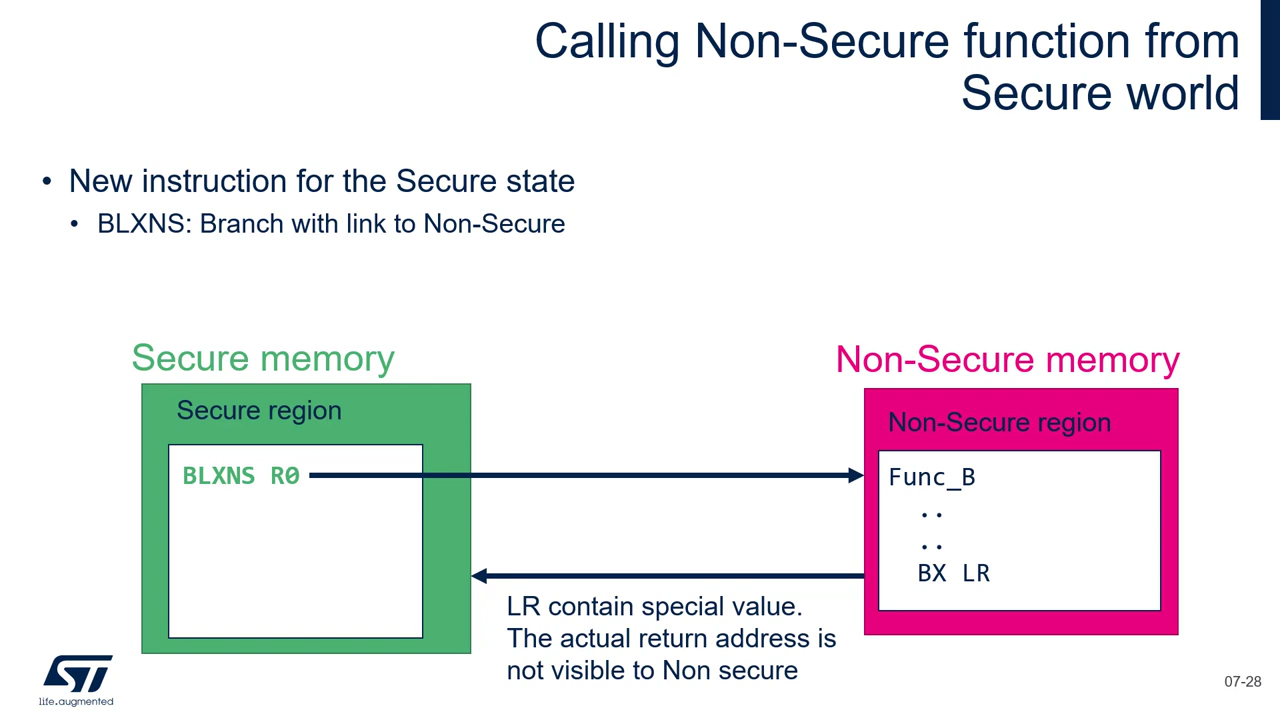 Calling Non-Secure function from
Secure world
• New instruction for the Secure state
• BLXNS: Branch with link to Non-Secure
Secure memory
Secure region
BLXNS R0
Non-Secure memory
Non-Secure region
Func_B
..
..
BX LR
LR contain special value.
The actual return address is
not visible to Non secure
ST
life.augmented
07-28